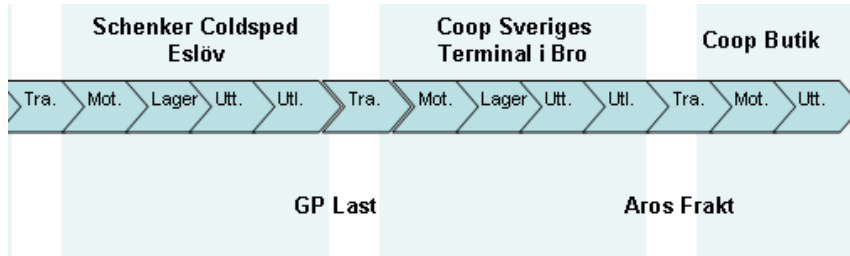 Schenker Coldsped
Eslöv
Coop Sveriges
Terminal i Bro
Coop Butik
Tra. Mot. Lager Utt. Utl. Tra. Mot. Lager Utt. Utl. Tra. Mot. Utt.
GP Last
Aros Frakt